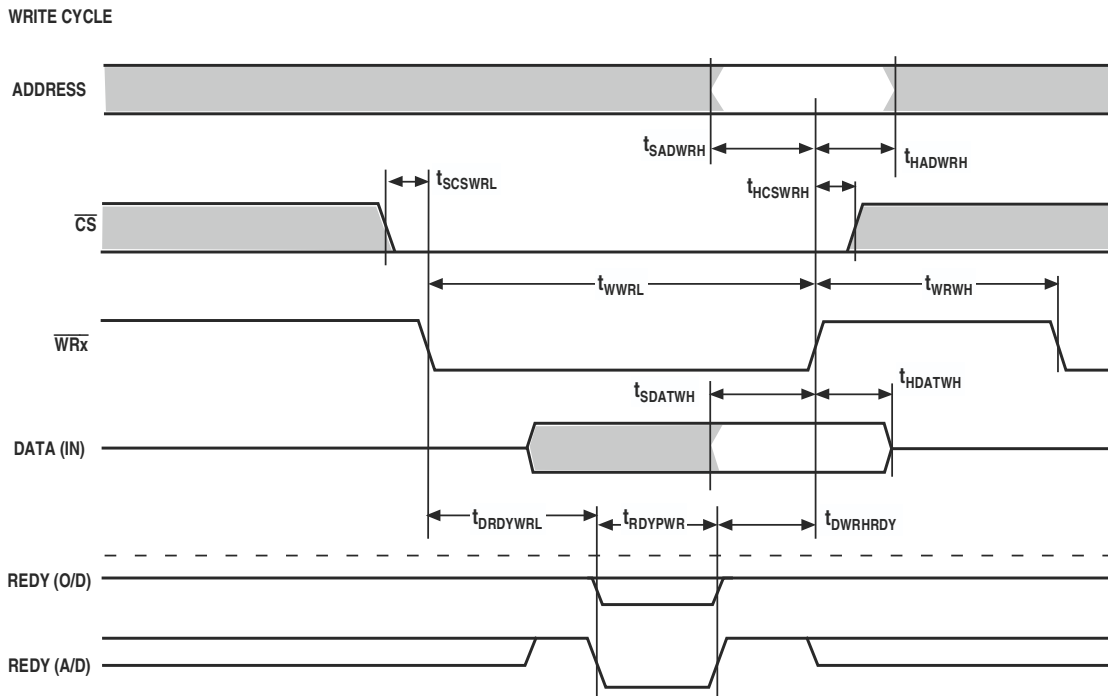 WRITE CYCLE
ADDRESS
tSADWRH
tHADWRH
tSCSWRL
tHCSWRH
CS
tWWRL
tWRWH
WRx
tSDATWH
tHDATWH
DATA (IN)
tDRDYWRL
tRDYPWR
tDWRHRDY
REDY (O/D)
REDY (A/D)